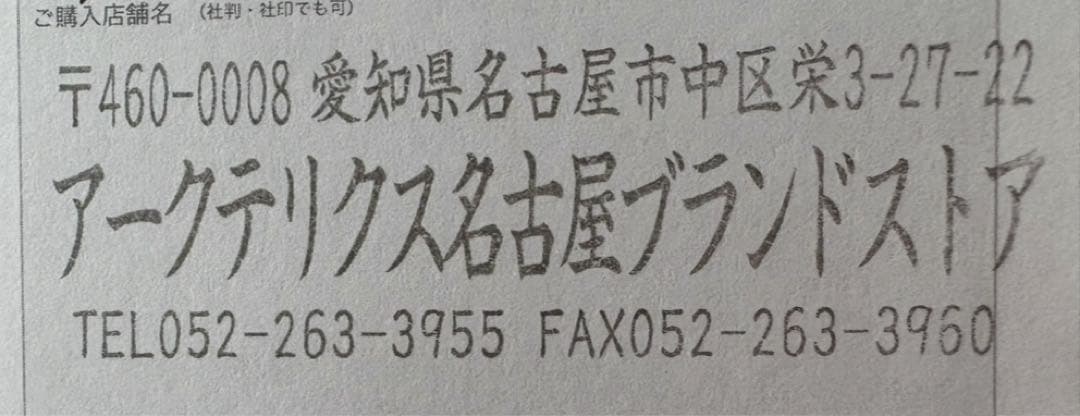 ご購入店舗名 （社判・社印でも可）
〒460-0008 愛知県名古屋市中区栄3-27-22
アークテリクス名古屋ブランドストア
TEL052-263-3955 FAX052-263-3960